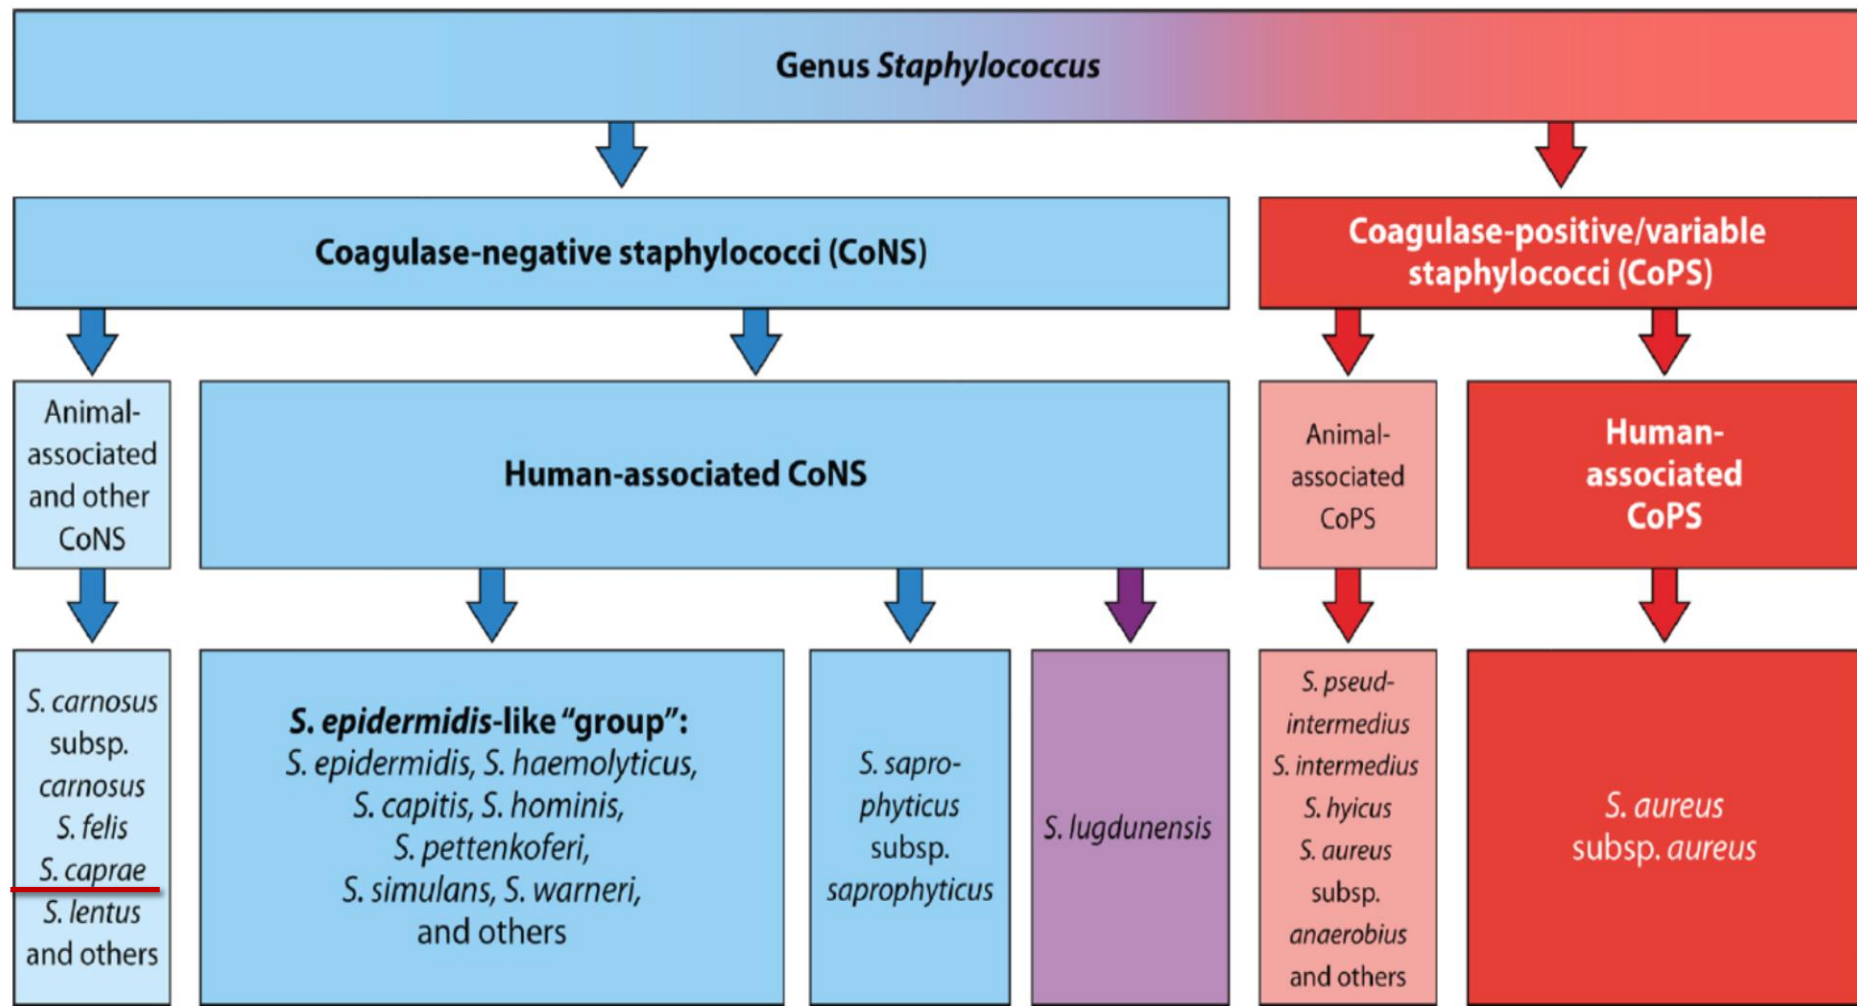 Genus Staphylococcus
Coagulase-negative staphylococci (CoNS)
Coagulase-positive/variable
staphylococci (CoPS)
Animal-
associated
and other
CoNS
Human-associated CoNS
Animal-
associated
CoPS
Human-
associated
CoPS
S. carnosus
subsp.
carnosus
S. felis
S. caprae
S. lentus
and others
S. epidermidis-like “group”:
S. epidermidis, S. haemolyticus,
S. capitis, S. hominis,
S. pettenkoferi,
S. simulans, S. warneri,
and others
S. sapro-
phyticus
subsp.
saprophyticus
S. lugdunensis
S. pseud-
intermedius
S. intermedius
S. hyicus
S. aureus
subsp.
anaerobius
and others
S. aureus
subsp. aureus